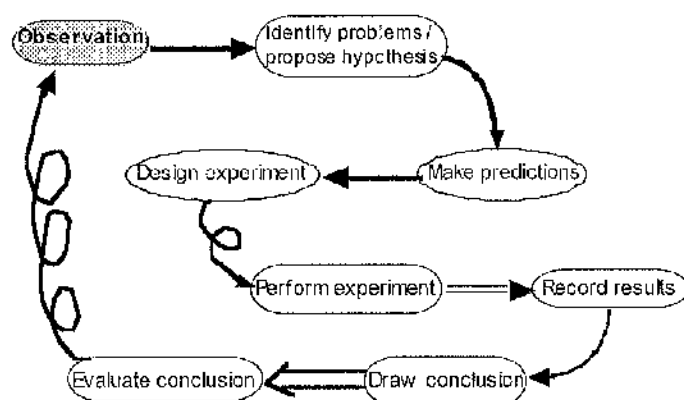 Observation
Identify problems /
propose hypothesis
Make predictions
Design experiment
Perform experiment
Record results
Draw conclusion
Evaluate conclusion